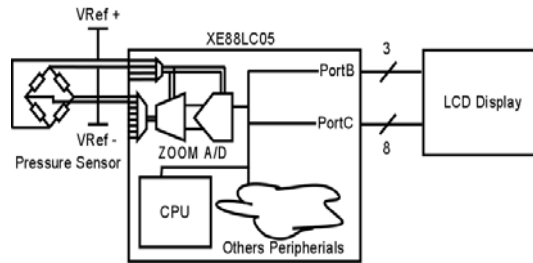 VRef +
XE88LC05
3
PortB
LCD Display
PortC
VRef -
8
Pressure Sensor
ZOOM A/D
CPU
Others Peripherials